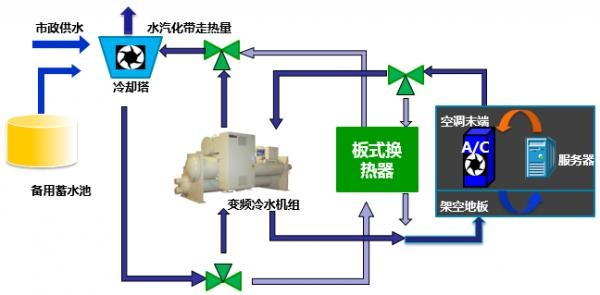 市政供水
水汽化带走热量
冷却塔
备用蓄水池
变频冷水机组
板式换
热器
空调末端
A/C
服务器
架空地板